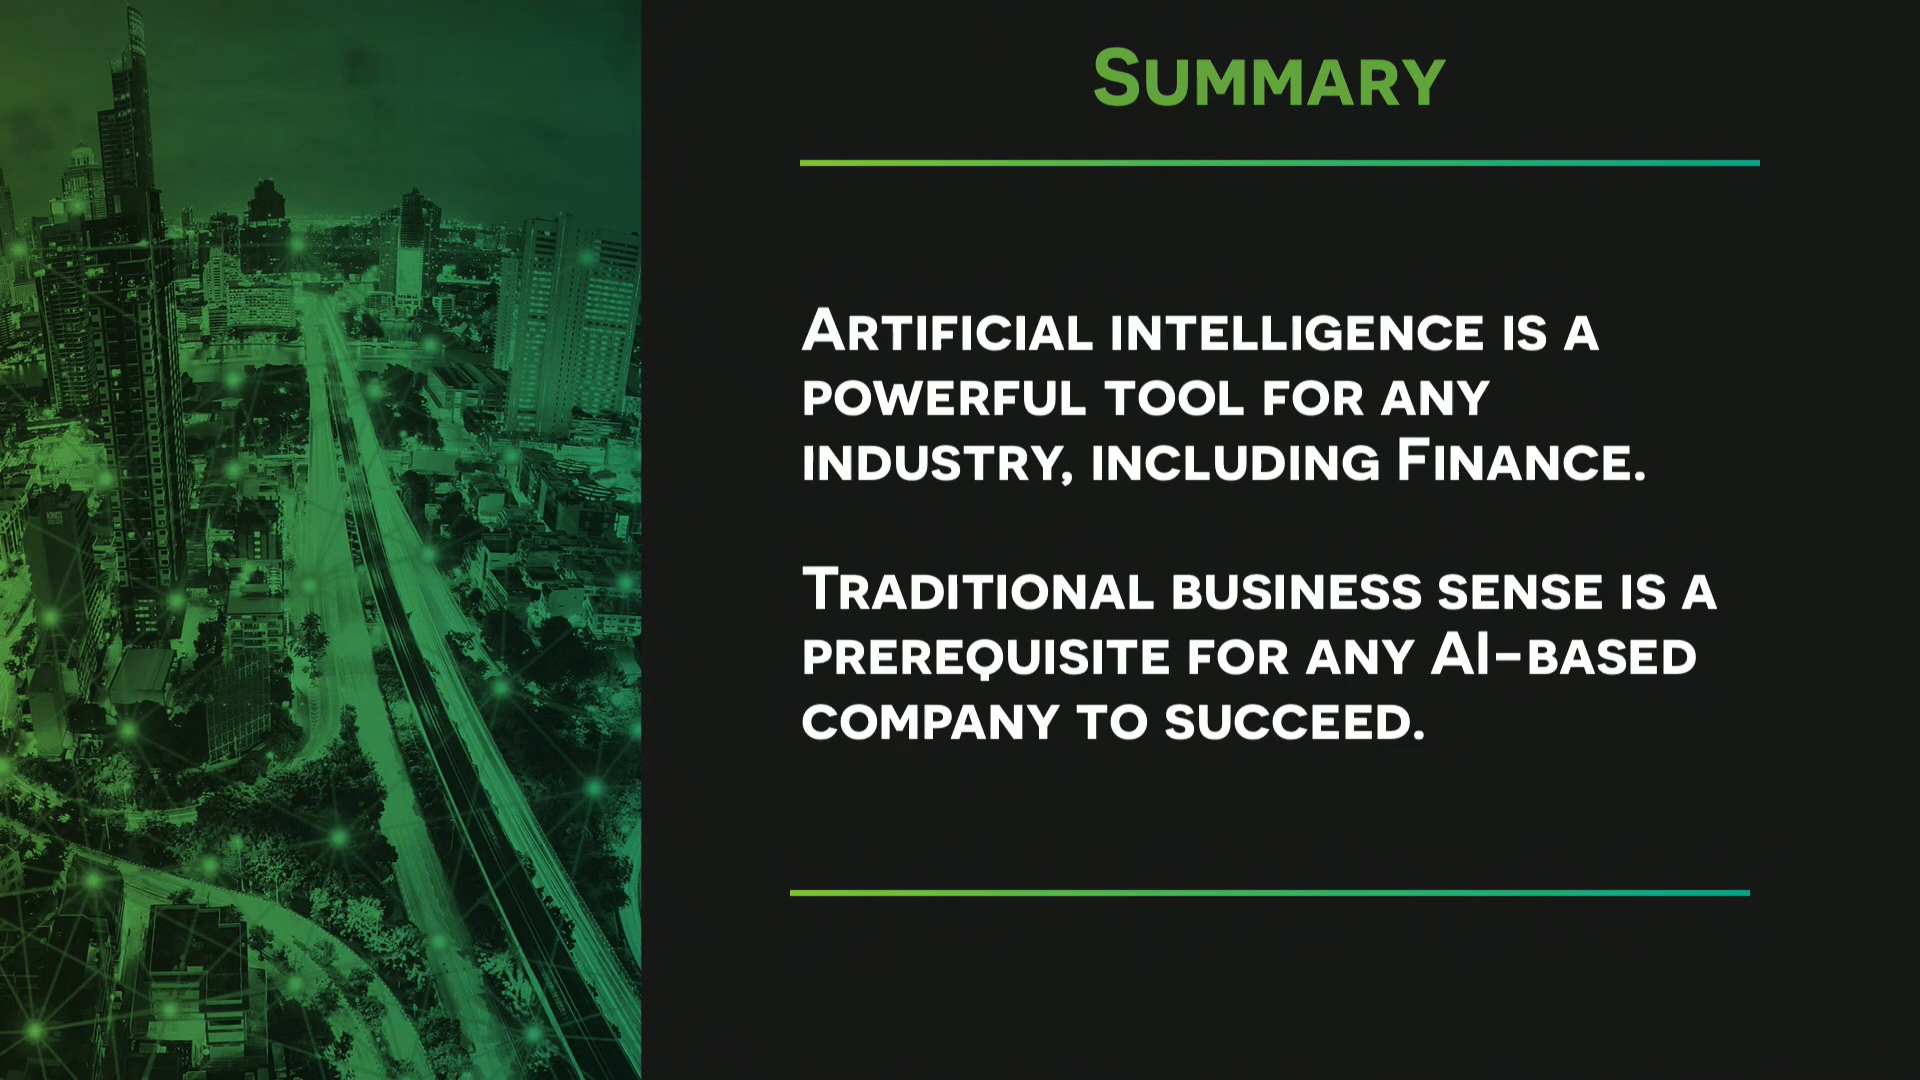 Summary
Artificial intelligence is a
powerful tool for any
industry, including Finance.
Traditional business sense is a
prerequisite for any AI-based
company to succeed.